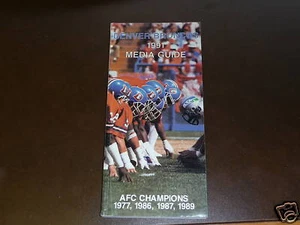 DENVER BRONCOS
1991
MEDIA GUIDE
AFC CHAMPIONS
1977, 1986, 1987, 1989